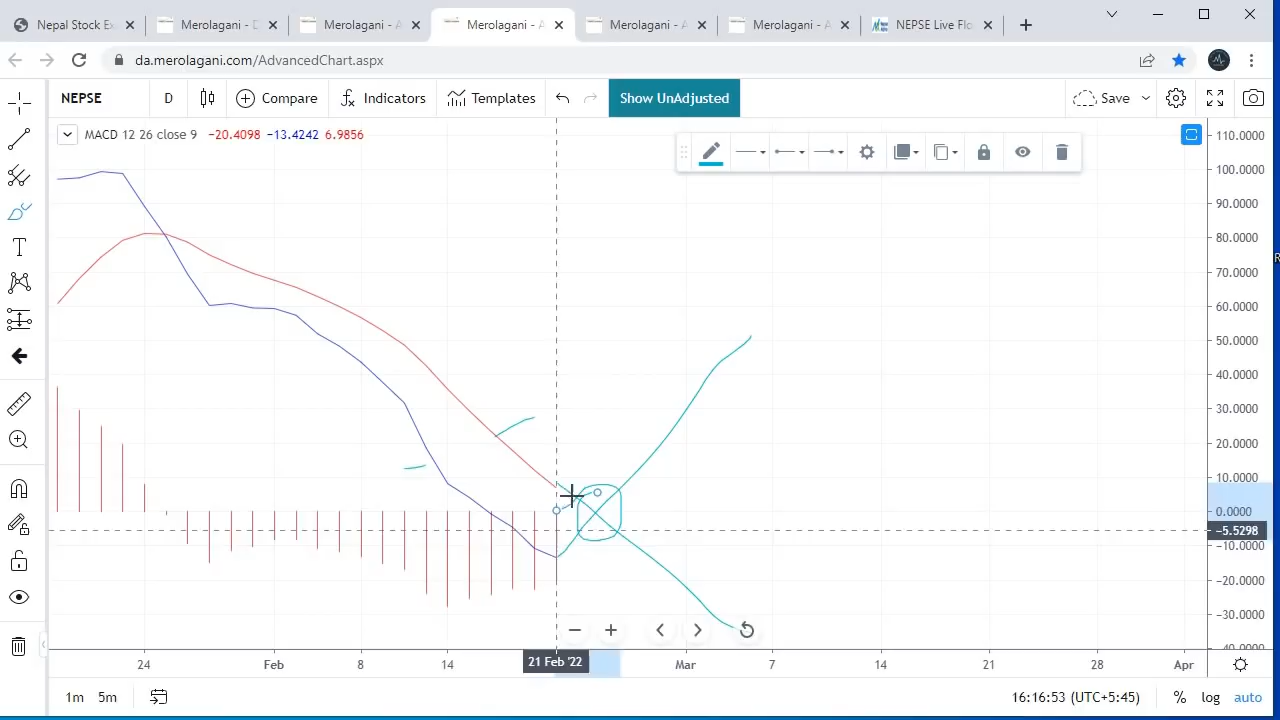 Nepal Stock Ex
Merolagani - D
Merolagani - A
Merolagani - A
Merolagani - A
Merolagani - A
NEPSE Live Flo
da.merolagani.com/AdvancedChart.aspx
NEPSE
D
Compare
Indicators
Templates
Show UnAdjusted
Save
MACD 12 26 close 9 −20.4098 −13.4242 6.9856
110.0000
100.0000
90.0000
80.0000
70.0000
60.0000
50.0000
40.0000
30.0000
20.0000
10.0000
0.0000
−5.5298
−10.0000
−20.0000
−30.0000
−40.0000
24
Feb
8
14
21 Feb '22
Mar
7
14
21
28
Apr
1m
5m
16:16:53 (UTC+5:45)
%
log
auto
R